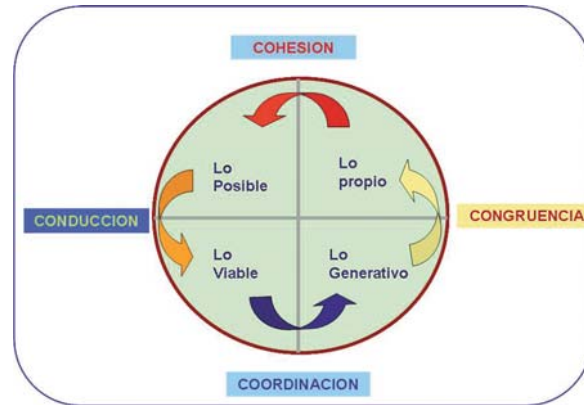 COHESION
Lo
Posible
Lo
propio
CONDUCCION
CONGRUENCIA
Lo
Viable
Lo
Generativo
COORDINACION